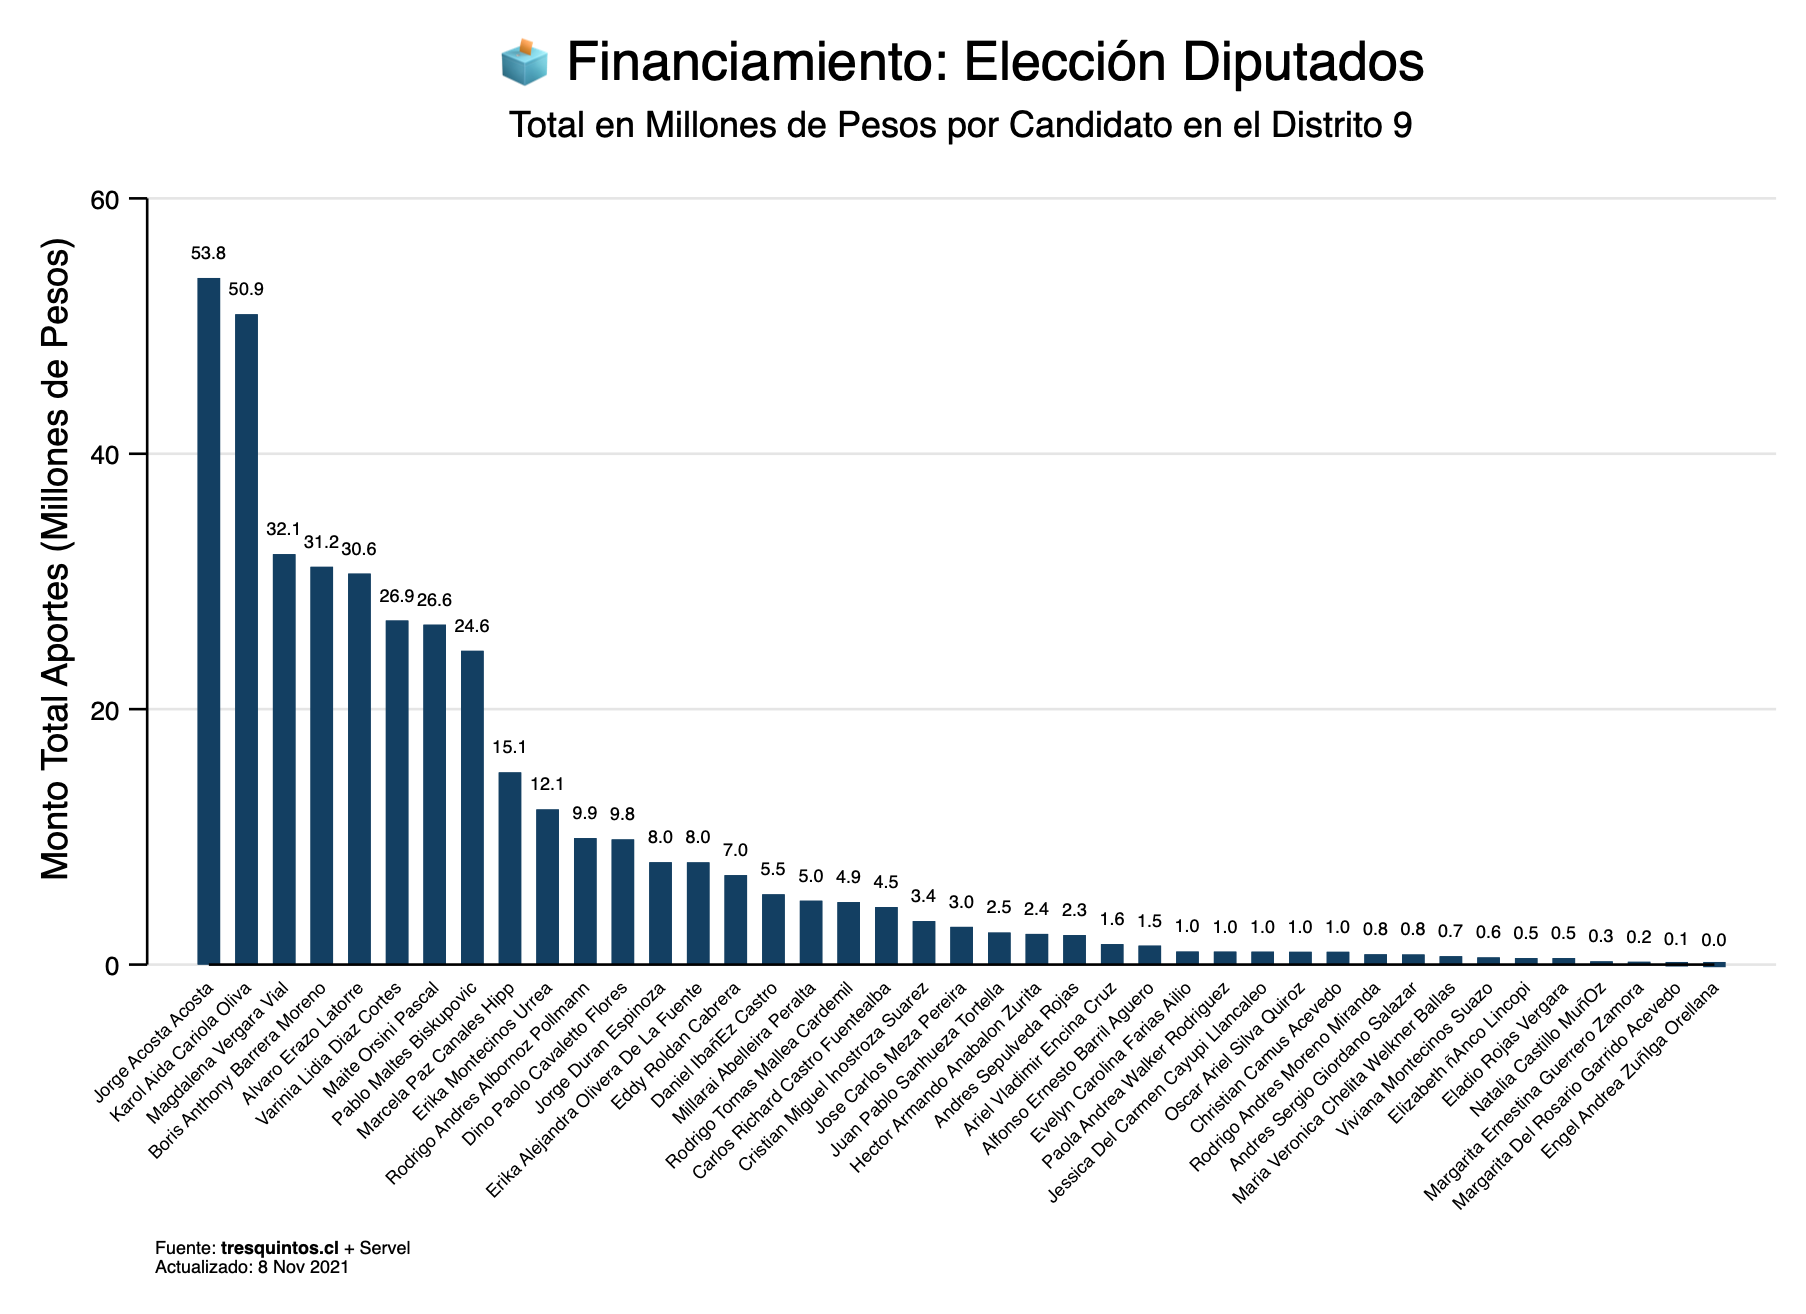 Financiamiento: Elección Diputados
Total en Millones de Pesos por Candidato en el Distrito 9
Monto Total Aportes (Millones de Pesos)
60
40
20
0
53.8
50.9
32.1
31.2
30.6
26.9
26.6
24.6
15.1
12.1
9.9
9.8
8.0
8.0
7.0
5.5
5.0
4.9
4.5
3.4
3.0
2.5
2.4
2.3
1.6
1.5
1.0
1.0
1.0
1.0
1.0
0.8
0.8
0.7
0.6
0.5
0.5
0.3
0.2
0.1
0.0
Jorge Acosta Acosta
Karol Aida Cariola Oliva
Magdalena Vergara Vial
Boris Anthony Barrera Moreno
Alvaro Erazo Latorre
Varinia Lidia Diaz Cortes
Maite Orsini Pascal
Pablo Maltes Biskupovic
Marcela Paz Canales Hipp
Erika Montecinos Urrea
Rodrigo Andres Albornoz Pollmann
Dino Paolo Cavaletto Flores
Jorge Duran Espinoza
Erika Alejandra Olivera De La Fuente
Eddy Roldan Cabrera
Daniel IbañEz Castro
Millarai Abelleira Peralta
Rodrigo Tomas Mallea Cardemil
Carlos Richard Castro Fuentealba
Cristian Miguel Inostroza Suarez
Jose Carlos Meza Pereira
Juan Pablo Sanhueza Tortella
Hector Armando Anabalon Zurita
Andres Sepulveda Rojas
Ariel Vladimir Encina Cruz
Alfonso Ernesto Barril Aguero
Evelyn Carolina Farias Ailio
Paola Andrea Walker Rodriguez
Jessica Del Carmen Cayupi Llancaleo
Oscar Ariel Silva Quiroz
Christian Camus Acevedo
Rodrigo Andres Moreno Miranda
Andres Sergio Giordano Salazar
Maria Veronica Chelita Welkner Ballas
Viviana Montecinos Suazo
Elizabeth ñAnco Lincopi
Eladio Rojas Vergara
Natalia Castillo MuñOz
Margarita Ernestina Guerrero Zamora
Margarita Del Rosario Garrido Acevedo
Engel Andrea ZuñIga Orellana
Fuente: tresquintos.cl + Servel
Actualizado: 8 Nov 2021